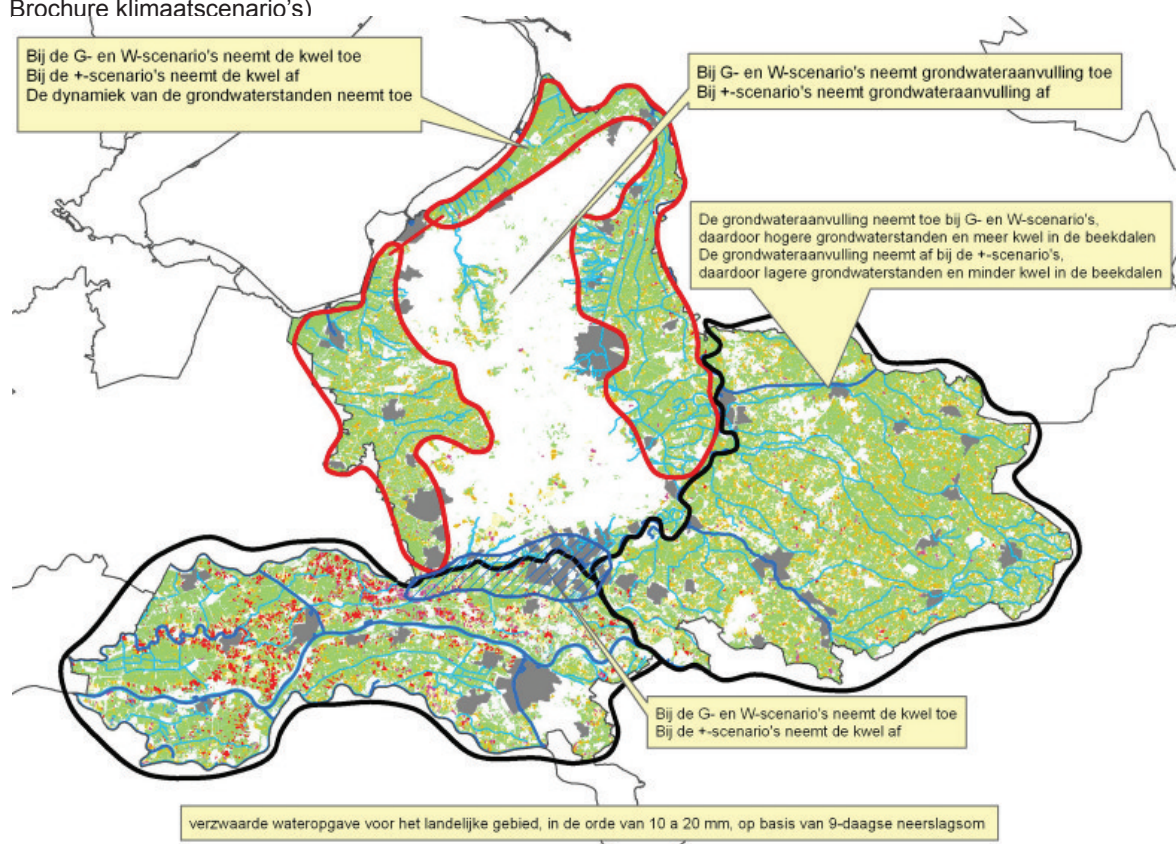 Brochure klimaatscenario's)
Bij de G- en W-scenario's neemt de kwel toe
Bij de +-scenario's neemt de kwel af
De dynamiek van de grondwaterstanden neemt toe
Bij G- en W-scenario's neemt grondwateraanvulling toe
Bij +-scenario's neemt grondwateraanvulling af
De grondwateraanvulling neemt toe bij G- en W-scenario's,
daardoor hogere grondwaterstanden en meer kwel in de beekdalen
De grondwateraanvulling neemt af bij de +-scenario's,
daardoor lagere grondwaterstanden en minder kwel in de beekdalen
Bij de G- en W-scenario's neemt de kwel toe
Bij de +-scenario's neemt de kwel af
verzwaarde wateropgave voor het landelijke gebied, in de orde van 10 a 20 mm, op basis van 9-daagse neerslagsom